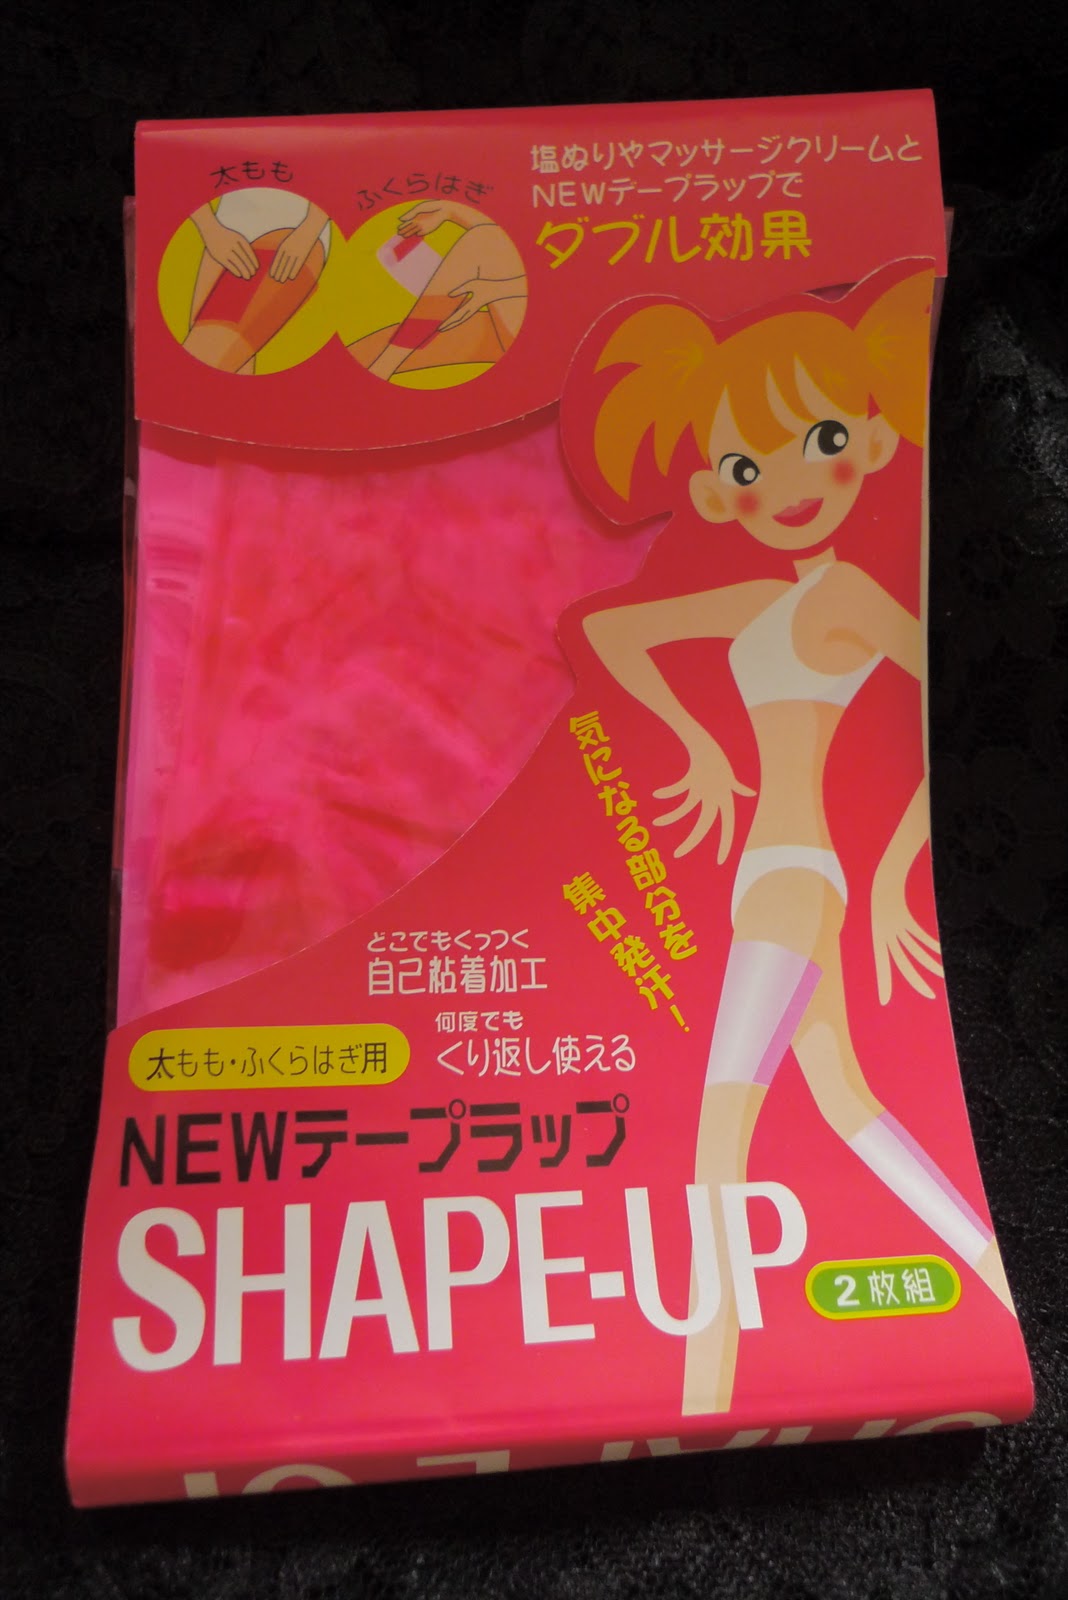 塩ぬりやマッサージクリームと
NEWテープラップで
ダブル効果
太もも
ふくらはぎ
気になる部分を
集中発汗!
どこでもくっつく
自己粘着加工
何度でも
くり返し使える
太もも・ふくらはぎ用
NEWテープラップ
SHAPE-UP
2枚組